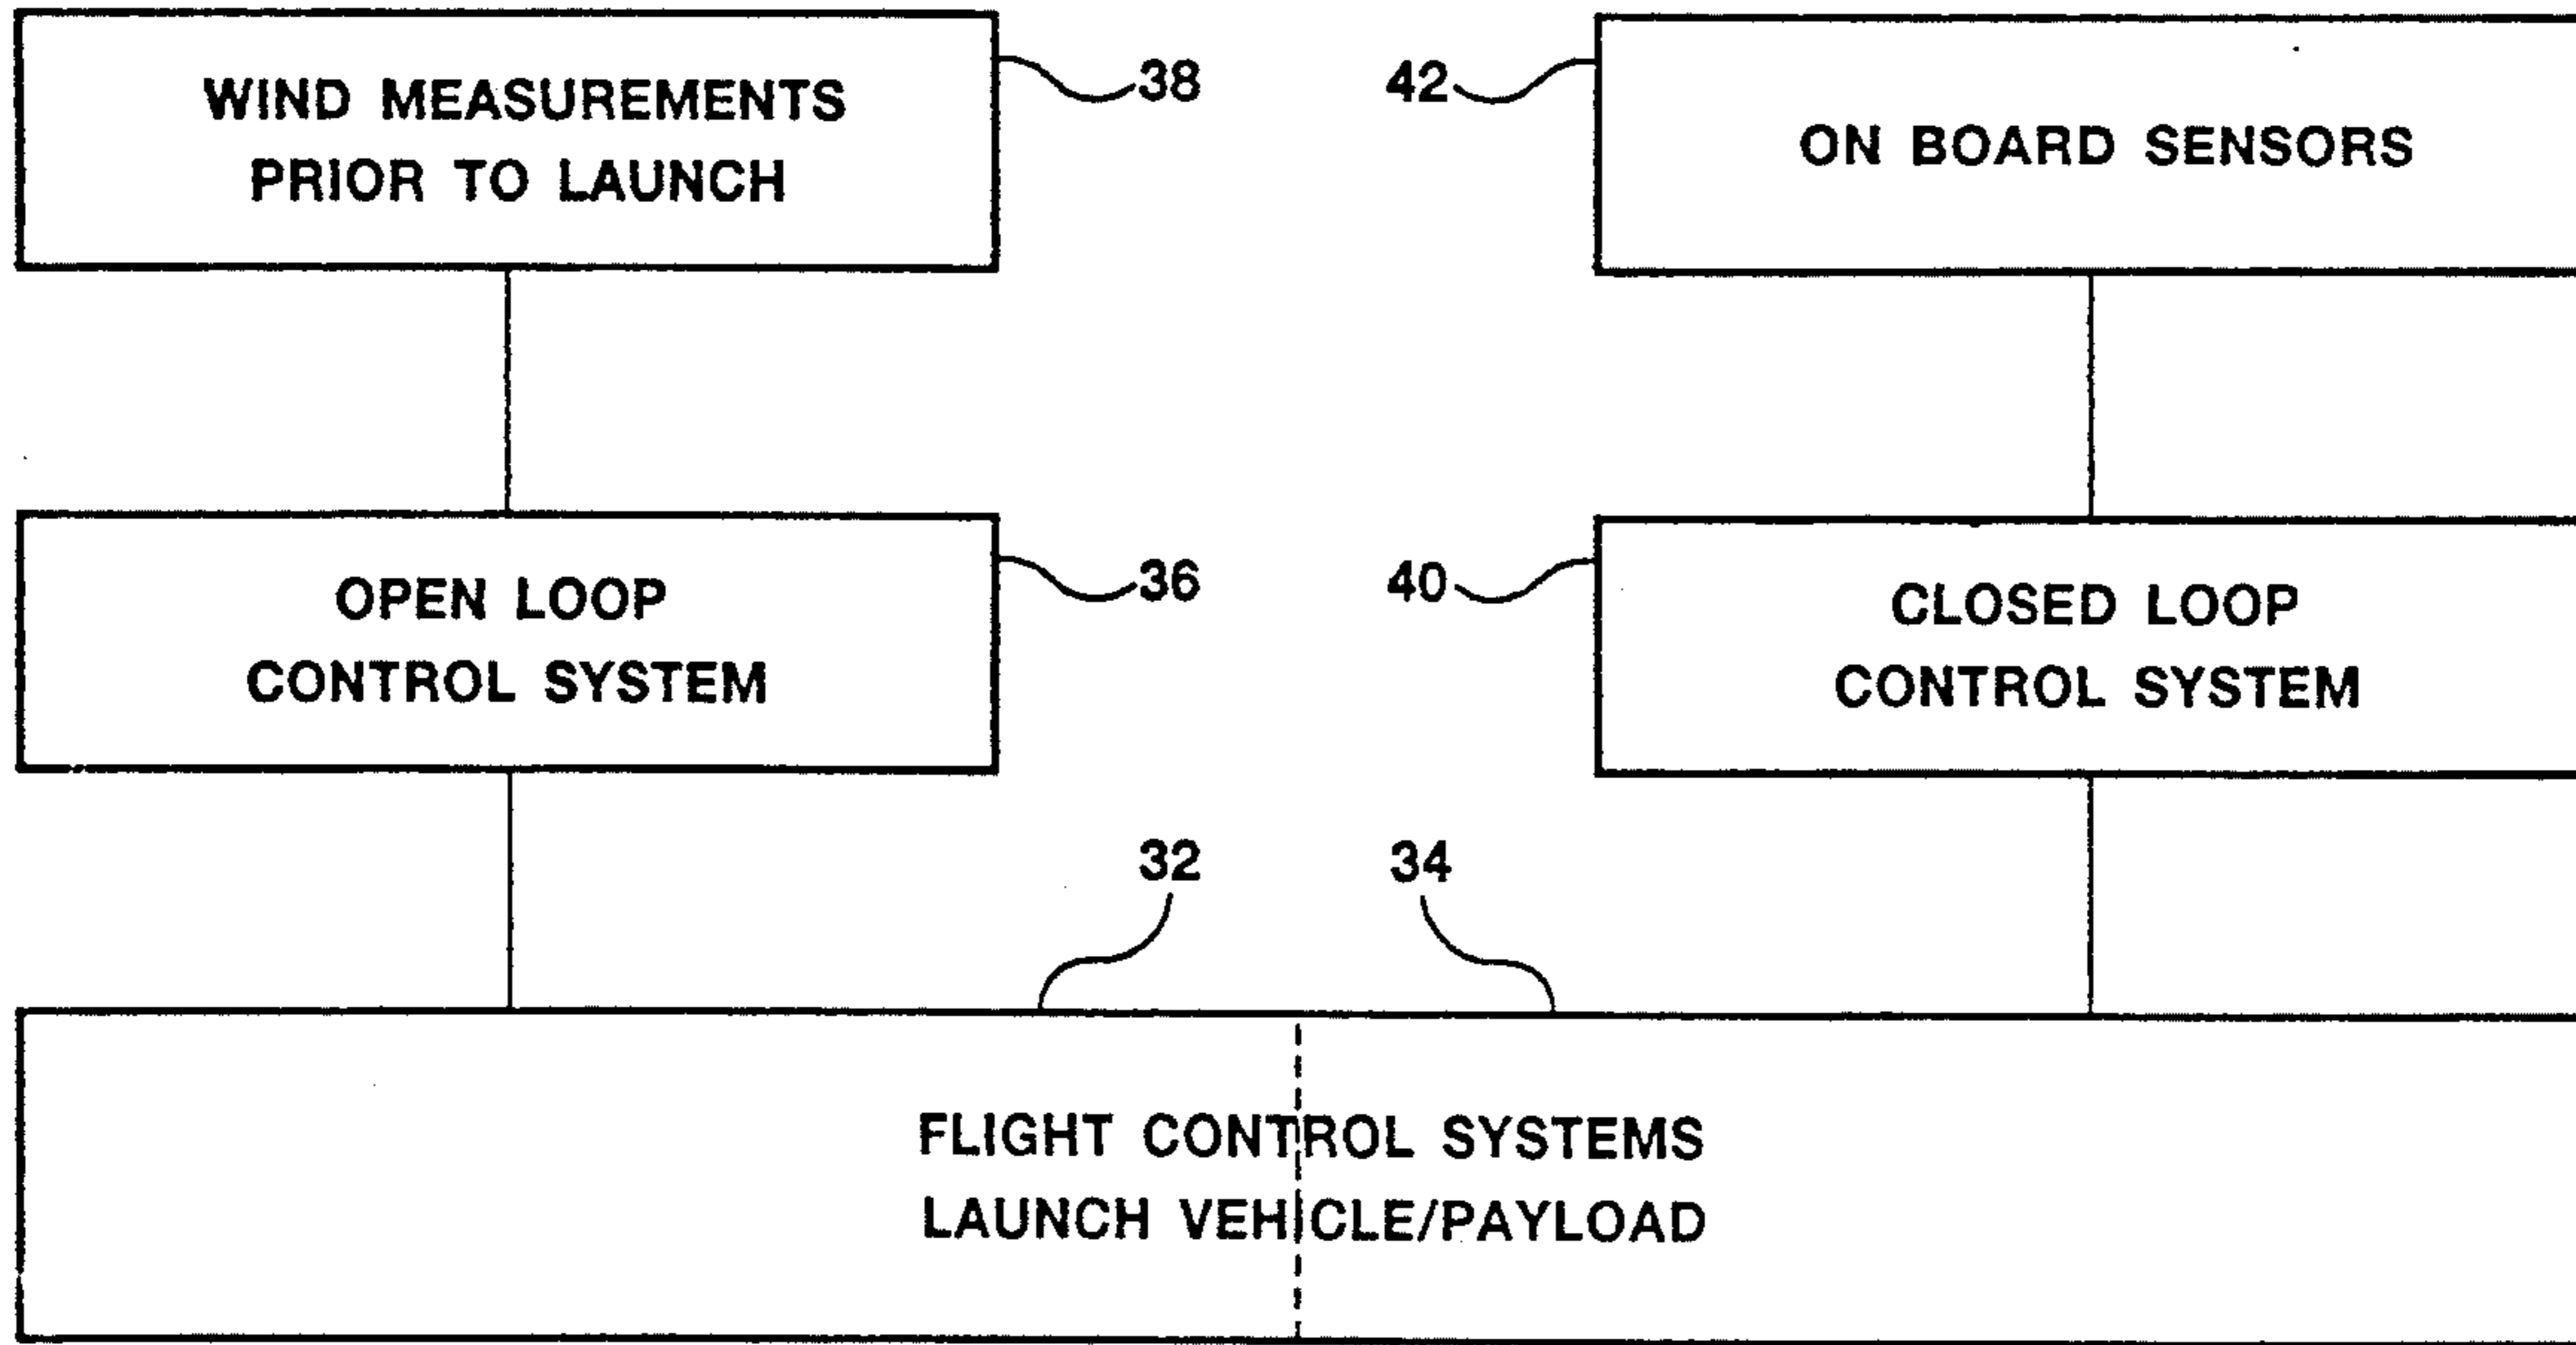 WIND MEASUREMENTS
PRIOR TO LAUNCH
38
42
ON BOARD SENSORS
OPEN LOOP
CONTROL SYSTEM
36
40
CLOSED LOOP
CONTROL SYSTEM
32
34
FLIGHT CONTROL SYSTEMS
LAUNCH VEHICLE/PAYLOAD